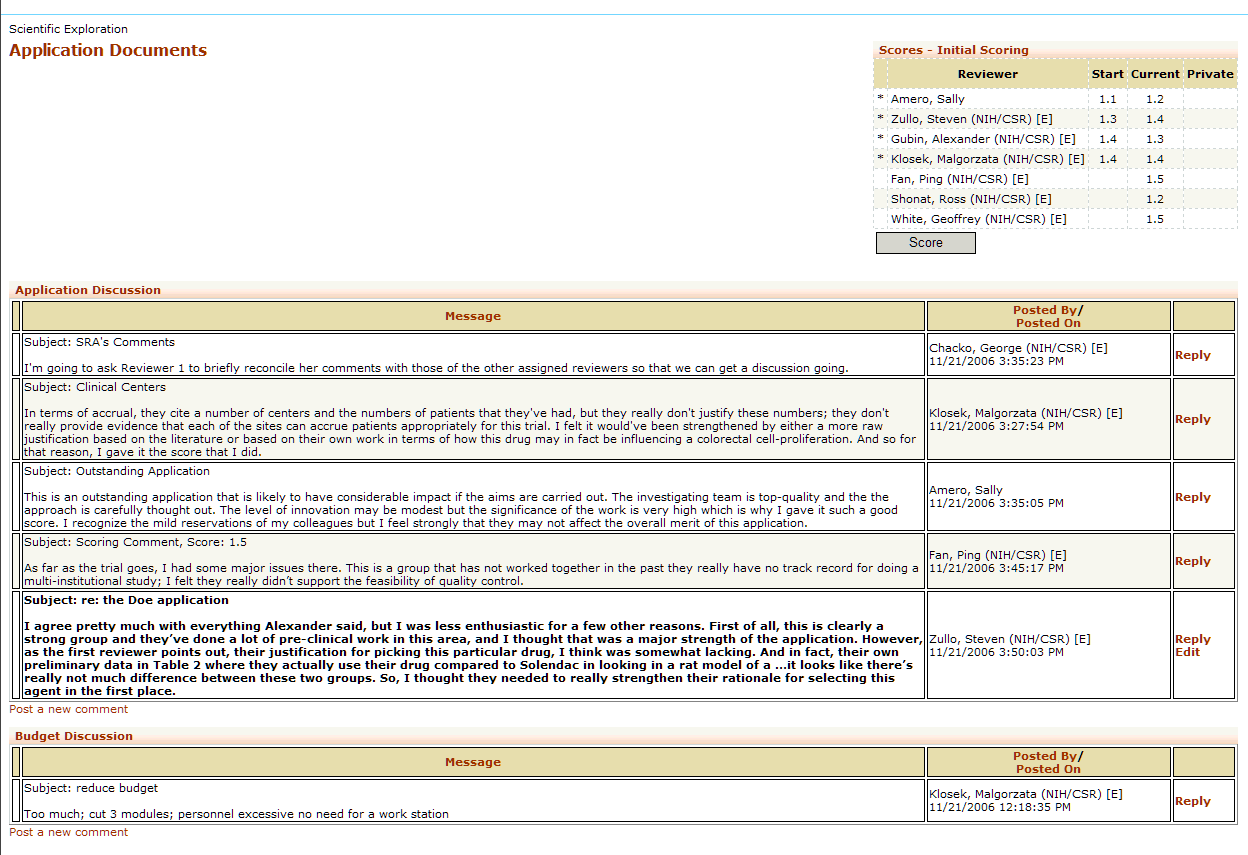 Scientific Exploration
Application Documents
Scores - Initial Scoring
Reviewer Start Current Private
* Amero, Sally 1.1 1.2
* Zullo, Steven (NIH/CSR) [E] 1.3 1.4
* Gubin, Alexander (NIH/CSR) [E] 1.4 1.3
* Klosek, Malgorzata (NIH/CSR) [E] 1.4 1.4
Fan, Ping (NIH/CSR) [E] 1.5
Shonat, Ross (NIH/CSR) [E] 1.2
White, Geoffrey (NIH/CSR) [E] 1.5
Score
Application Discussion
Message
Posted By/
Posted On
Subject: SRA's Comments
I'm going to ask Reviewer 1 to briefly reconcile her comments with those of the other assigned reviewers so that we can get a discussion going.
Chacko, George (NIH/CSR) [E]
11/21/2006 3:35:23 PM
Reply
Subject: Clinical Centers
In terms of accrual, they cite a number of centers and the numbers of patients that they've had, but they really don't justify these numbers; they don't
really provide evidence that each of the sites can accrue patients appropriately for this trial. I felt it would've been strengthened by either a more raw
justification based on the literature or based on their own work in terms of how this drug may in fact be influencing a colorectal cell-proliferation. And so for
that reason, I gave it the score that I did.
Klosek, Malgorzata (NIH/CSR) [E]
11/21/2006 3:27:54 PM
Reply
Subject: Outstanding Application
This is an outstanding application that is likely to have considerable impact if the aims are carried out. The investigating team is top-quality and the the
approach is carefully thought out. The level of innovation may be modest but the significance of the work is very high which is why I gave it such a good
score. I recognize the mild reservations of my colleagues but I feel strongly that they may not affect the overall merit of this application.
Amero, Sally
11/21/2006 3:35:05 PM
Reply
Subject: Scoring Comment, Score: 1.5
As far as the trial goes, I had some major issues there. This is a group that has not worked together in the past they really have no track record for doing a
multi-institutional study; I felt they really didn’t support the feasibility of quality control.
Fan, Ping (NIH/CSR) [E]
11/21/2006 3:45:17 PM
Reply
Subject: re: the Doe application
I agree pretty much with everything Alexander said, but I was less enthusiastic for a few other reasons. First of all, this is clearly a
strong group and they’ve done a lot of pre-clinical work in this area, and I thought that was a major strength of the application. However,
as the first reviewer points out, their justification for picking this particular drug, I think was somewhat lacking. And in fact, their own
preliminary data in Table 2 where they actually use their drug compared to Solendac in looking in a rat model of a ...it looks like there’s
really not much difference between these two groups. So, I thought they needed to really strengthen their rationale for selecting this
agent in the first place.
Zullo, Steven (NIH/CSR) [E]
11/21/2006 3:50:03 PM
Reply
Edit
Post a new comment
Budget Discussion
Message
Posted By/
Posted On
Subject: reduce budget
Too much; cut 3 modules; personnel excessive no need for a work station
Klosek, Malgorzata (NIH/CSR) [E]
11/21/2006 12:18:35 PM
Reply
Post a new comment